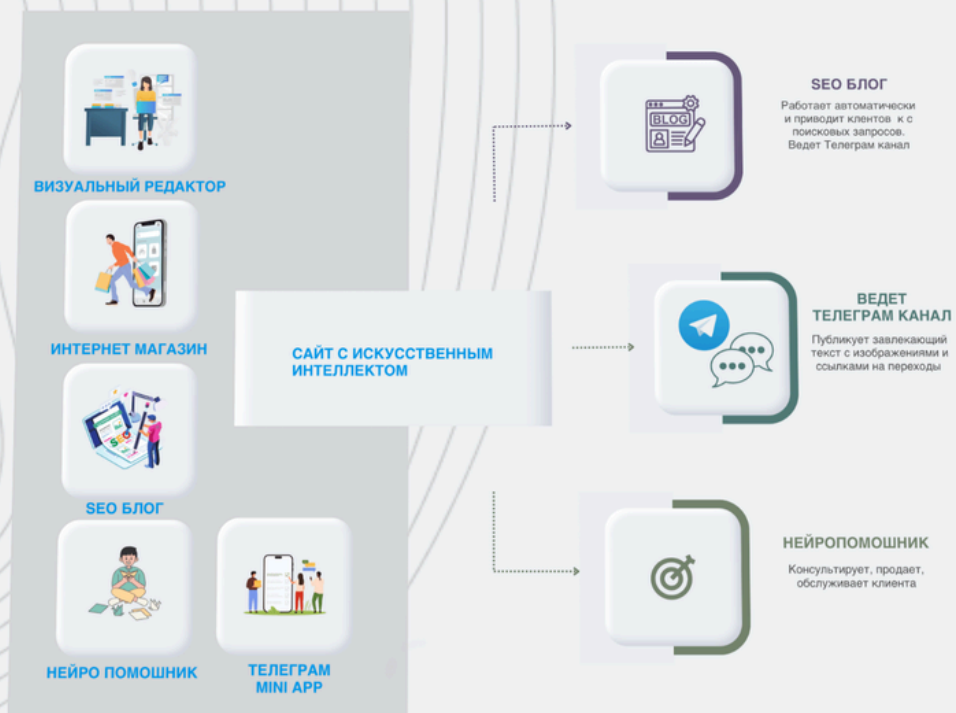 ВИЗУАЛЬНЫЙ РЕДАКТОР
ИНТЕРНЕТ МАГАЗИН
SEO
SEO БЛОГ
НЕЙРО ПОМОШНИК
ТЕЛЕГРАМ
MINI APP
САЙТ С ИСКУССТВЕННЫМ
ИНТЕЛЛЕКТОМ
BLOG
SEO БЛОГ
Работает автоматически
и приводит клентов к с
поисковых запросов.
Ведет Телеграм канал
ВЕДЕТ
ТЕЛЕГРАМ КАНАЛ
Публикует завлекающий
текст с изображениями и
ссылками на переходы
НЕЙРОПОМОШНИК
Консультирует, продает,
обслуживает клиента